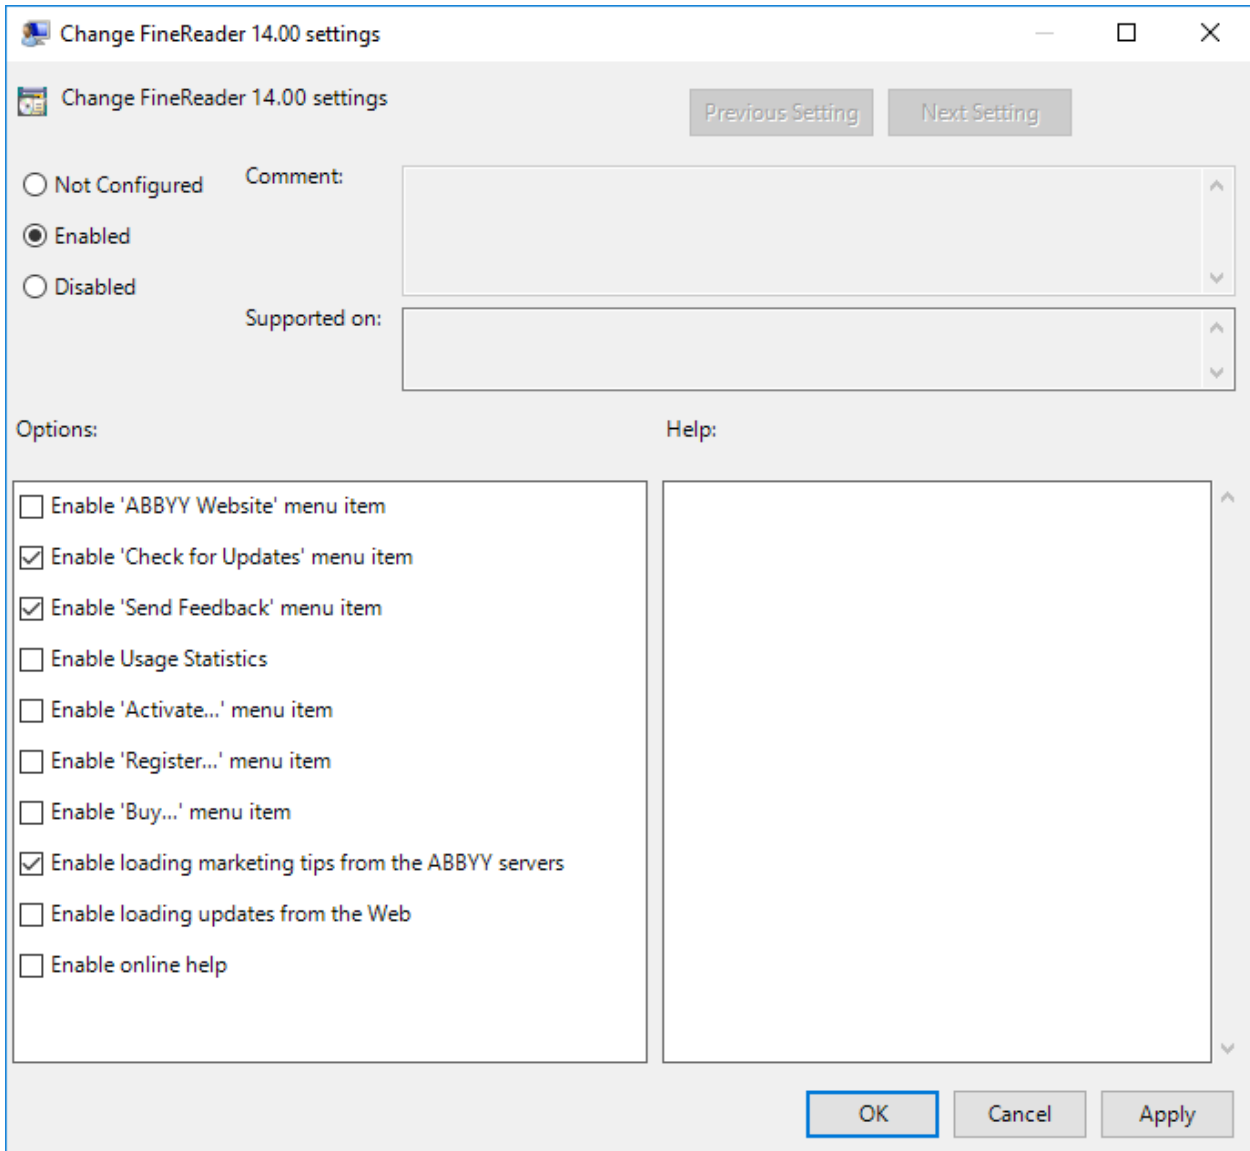 Change FineReader 14.00 settings
Change FineReader 14.00 settings
Previous Setting
Next Setting
Not Configured
Comment:
Enabled
Disabled
Supported on:
Options:
Help:
Enable 'ABBYY Website' menu item
Enable 'Check for Updates' menu item
Enable 'Send Feedback' menu item
Enable Usage Statistics
Enable 'Activate...' menu item
Enable 'Register...' menu item
Enable 'Buy...' menu item
Enable loading marketing tips from the ABBYY servers
Enable loading updates from the Web
Enable online help
OK
Cancel
Apply